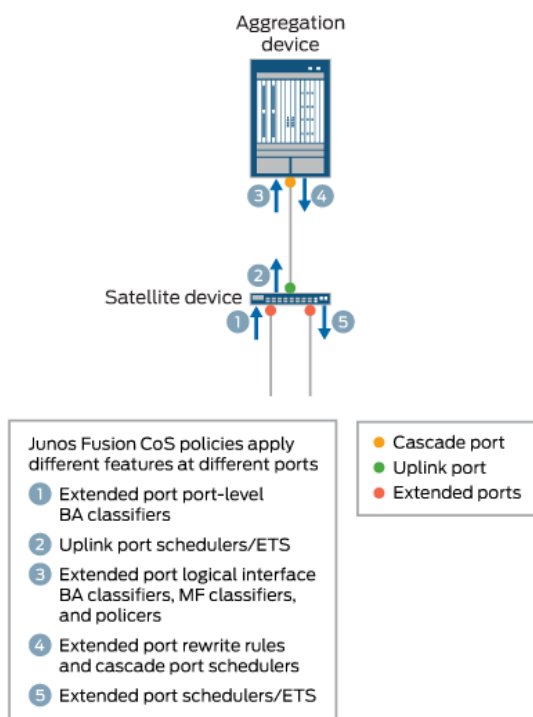 Aggregation
device
3
4
2
Satellite device
1
5
Junos Fusion CoS policies apply
different features at different ports
1 Extended port port-level
BA classifiers
2 Uplink port schedulers/ETS
3 Extended port logical interface
BA classifiers, MF classifiers,
and policers
4 Extended port rewrite rules
and cascade port schedulers
5 Extended port schedulers/ETS
Cascade port
Uplink port
Extended ports